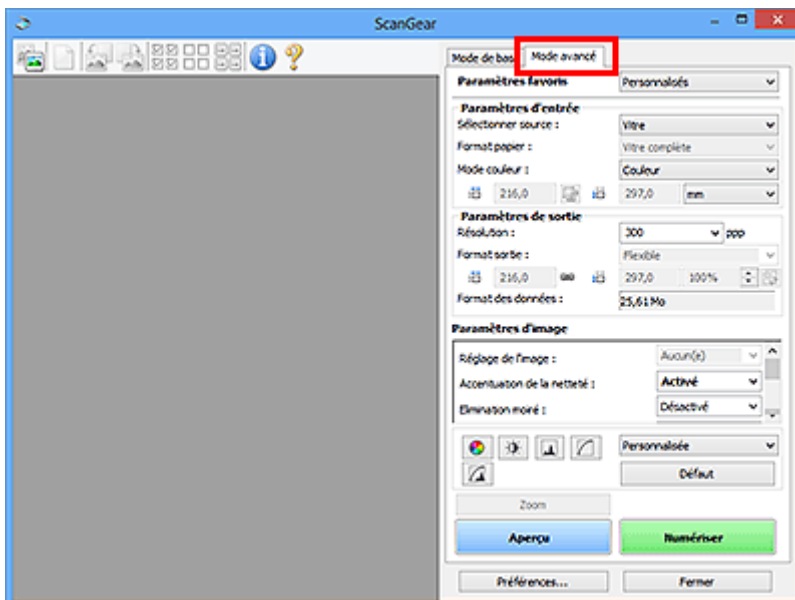 ScanGear
Mode de bas Mode avancé
Paramètres favoris Personnalisés
Paramètres d'entrée
Sélectionner source : Vitre
Format papier : Vitre complète
Mode couleur : Couleur
216,0 297,0 mm
Paramètres de sortie
Résolution : 300 ppp
Format sortie : Flexible
216,0 297,0 100%
Format des données : 25,61 Mo
Paramètres d'image
Réglage de l'image : Aucun(e)
Accentuation de la netteté : Activé
Elimination moiré : Désactivé
Personnalisée
Défaut
Zoom
Aperçu Numériser
Préférences... Fermer